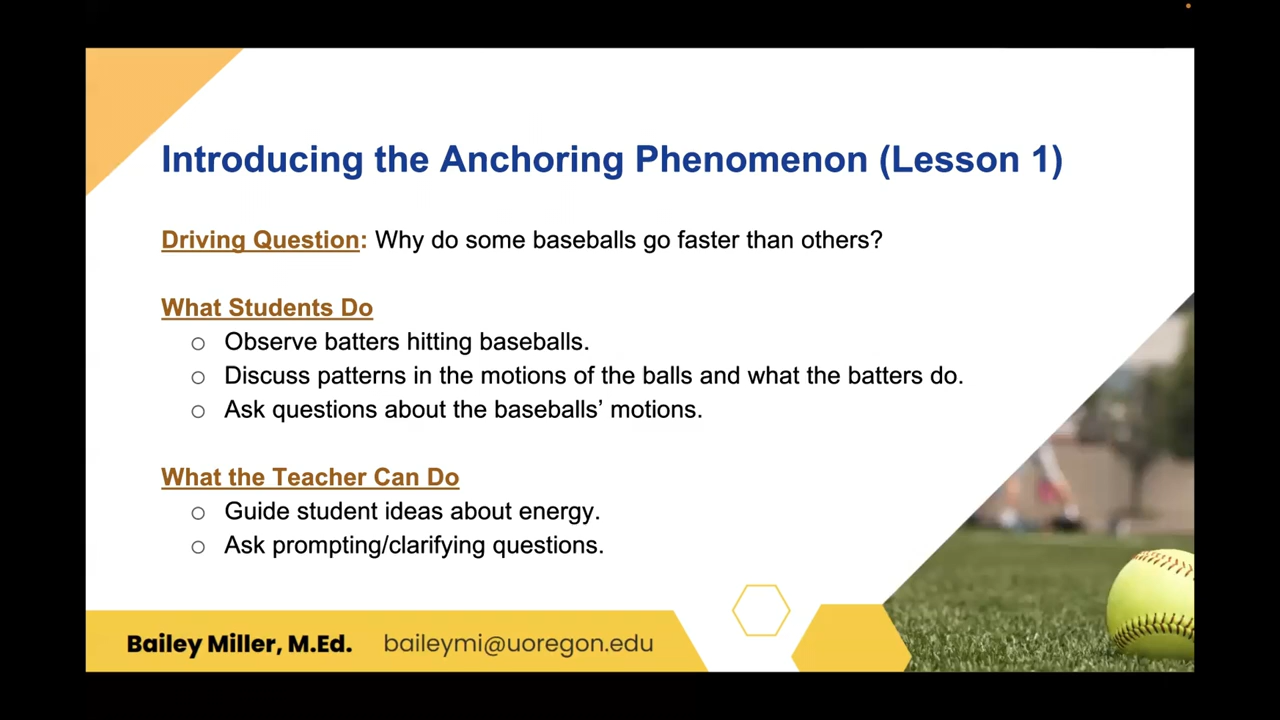 Introducing the Anchoring Phenomenon (Lesson 1)
Driving Question: Why do some baseballs go faster than others?
What Students Do
○ Observe batters hitting baseballs.
○ Discuss patterns in the motions of the balls and what the batters do.
○ Ask questions about the baseballs’ motions.
What the Teacher Can Do
○ Guide student ideas about energy.
○ Ask prompting/clarifying questions.
Bailey Miller, M.Ed. baileymi@uoregon.edu